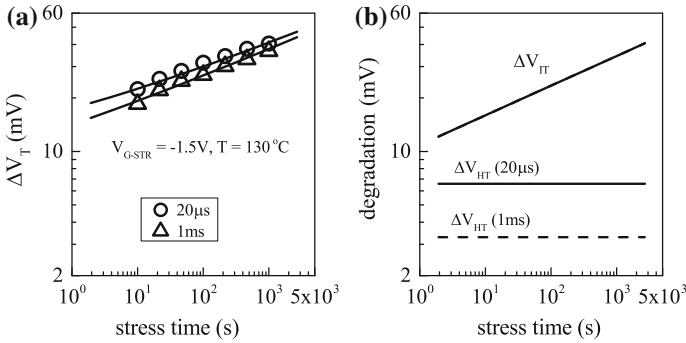 (a)
60
10
2
ΔV_T (mV)
V_G-STR = -1.5V, T = 130 °C
20μs
1ms
10^0 10^1 10^2 10^3 5x10^3
stress time (s)
(b)
60
10
2
degradation (mV)
ΔV_IT
ΔV_HT (20μs)
ΔV_HT (1ms)
10^0 10^1 10^2 10^3 5x10^3
stress time (s)